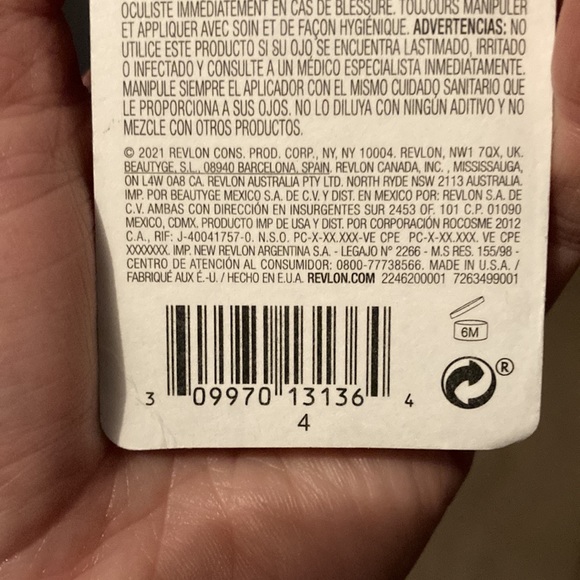 OCULISTE IMMÉDIATEMENT EN CAS DE BLESSURE. TOUJOURS MANIPULER
ET APPLIQUER AVEC SOIN ET DE FAÇON HYGIÉNIQUE. ADVERTENCIAS: NO
UTILICE ESTE PRODUCTO SI SU OJO SE ENCUENTRA LASTIMADO, IRRITADO
O INFECTADO Y CONSULTE A UN MÉDICO ESPECIALISTA INMEDIATAMENTE.
MANIPULE SIEMPRE EL APLICADOR CON EL MISMO CUIDADO SANITARIO QUE
LE PROPORCIONA A SUS OJOS. NO LO DILUYA CON NINGÚN ADITIVO Y NO
MEZCLE CON OTROS PRODUCTOS.
© 2021 REVLON CONS. PROD. CORP., NY, NY 10004. REVLON, NW1 7QX, UK.
BEAUTYGE, S.L., 08940 BARCELONA, SPAIN. REVLON CANADA, INC. , MISSISSAUGA,
ON L4W 0A8 CA. REVLON AUSTRALIA PTY LTD. NORTH RYDE NSW 2113 AUSTRALIA.
IMP. POR BEAUTYGE MEXICO S.A. DE C.V. Y DIST. EN MÉXICO POR: REVLON S.A. DE
C.V. AMBAS CON DIRECCIÓN EN INSURGENTES SUR 2453 OF. 101 C.P. 01090
MEXICO, CDMX. PRODUCTO IMP DE USA Y DIST. POR CORPORACIÓN ROCOSME 2012
C.A., RIF: J-40041757-0. N.S.O. PC-X-XX.XXX-VE CPE PC-X-XX.XXX. VE CPE
XXXXXXX. IMP. NEW REVLON ARGENTINA S.A. - LEGAJO N° 2266 - M.S RES. 155/98 -
CENTRO DE ATENCIÓN AL CONSUMIDOR: 0800-77738566. MADE IN U.S.A. /
FABRIQUÉ AUX É.-U. / HECHO EN E.U.A. REVLON.COM 2246200001 7263499001
6M
®
3 09970 13136 4
4